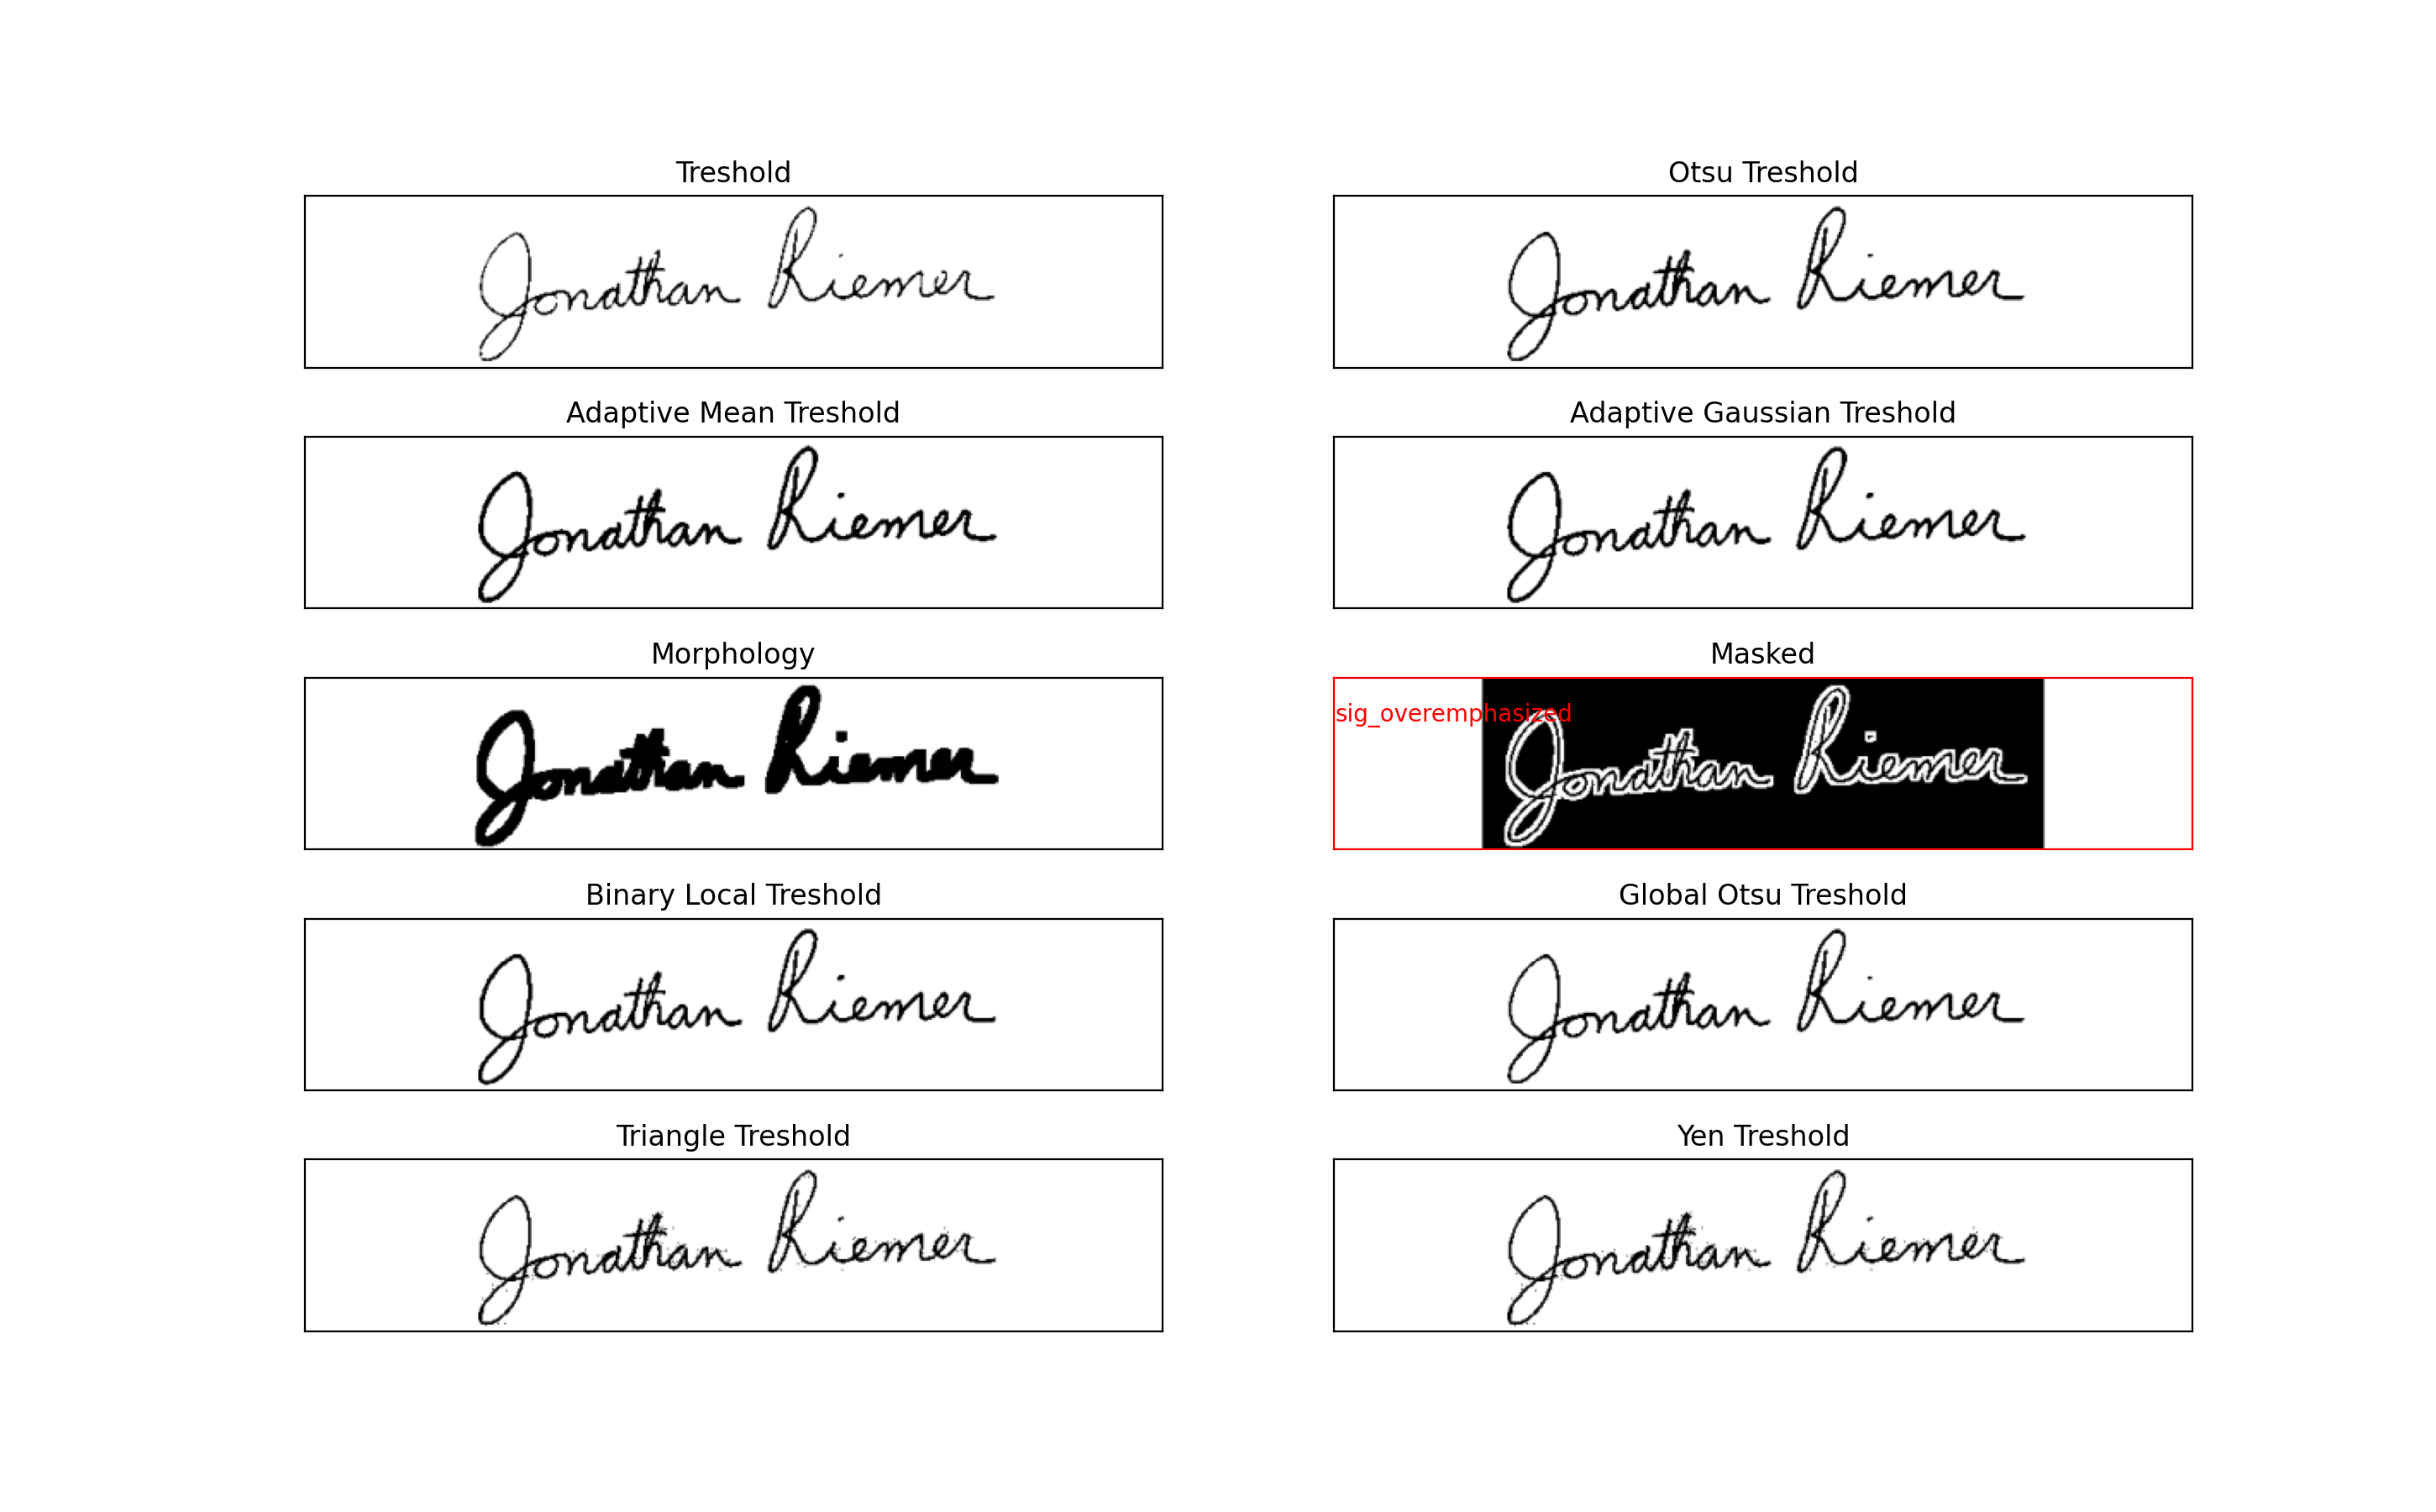 Treshold
Otsu Treshold
Jonathan Riemer
Jonathan Riemer
Adaptive Mean Treshold
Adaptive Gaussian Treshold
Jonathan Riemer
Jonathan Riemer
Morphology
Masked
Jonathan Riemer
sig_overemphasized
Jonathan Riemer
Binary Local Treshold
Global Otsu Treshold
Jonathan Riemer
Jonathan Riemer
Triangle Treshold
Yen Treshold
Jonathan Riemer
Jonathan Riemer